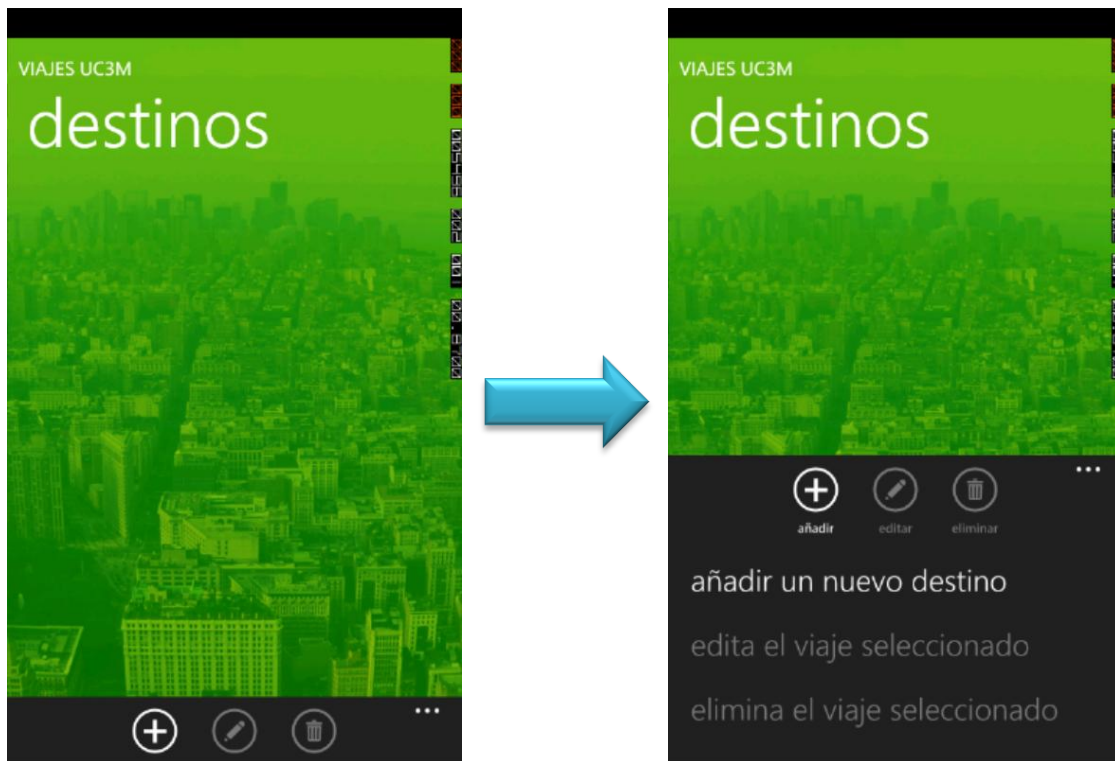 VIAJES UC3M
destinos
VIAJES UC3M
destinos
añadir
editar
eliminar
añadir un nuevo destino
edita el viaje seleccionado
elimina el viaje seleccionado